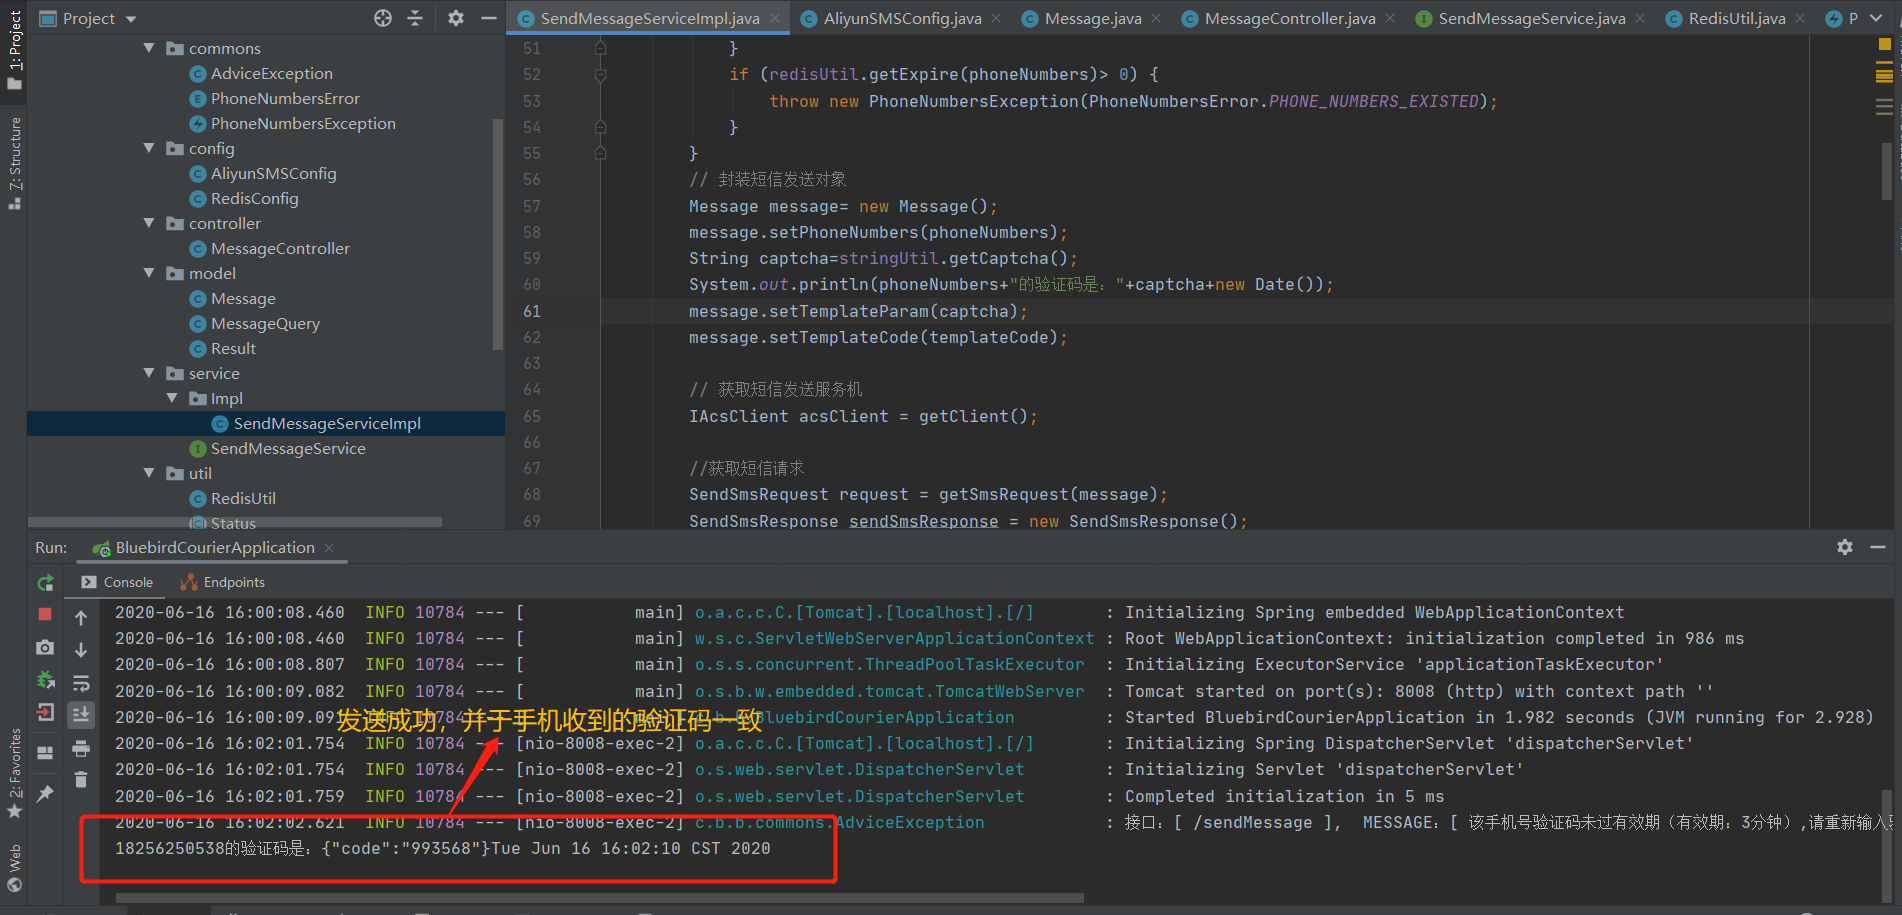 Project
SendMessageServiceImpl.java
AliyunSMSConfig.java
Message.java
MessageController.java
SendMessageService.java
RedisUtil.java
P
1: Project
7: Structure
2: Favorites
Web
commons
AdviceException
PhoneNumbersError
PhoneNumbersException
config
AliyunSMSConfig
RedisConfig
controller
MessageController
model
Message
MessageQuery
Result
service
Impl
SendMessageServiceImpl
SendMessageService
util
RedisUtil
Status
51 }
52 if (redisUtil.getExpire(phoneNumbers)> 0) {
53 throw new PhoneNumbersException(PhoneNumbersError.PHONE_NUMBERS_EXISTED);
54 }
55 }
56 // 封装短信发送对象
57 Message message= new Message();
58 message.setPhoneNumbers(phoneNumbers);
59 String captcha=stringUtil.getCaptcha();
60 System.out.println(phoneNumbers+"的验证码是："+captcha+new Date());
61 message.setTemplateParam(captcha);
62 message.setTemplateCode(templateCode);
63
64 // 获取短信发送服务机
65 IAcsClient acsClient = getClient();
66
67 //获取短信请求
68 SendSmsRequest request = getSmsRequest(message);
69 SendSmsResponse sendSmsResponse = new SendSmsResponse();
Run: BluebirdCourierApplication
Console Endpoints
2020-06-16 16:00:08.460 INFO 10784 --- [ main] o.a.c.c.C.[Tomcat].[localhost].[/] : Initializing Spring embedded WebApplicationContext
2020-06-16 16:00:08.460 INFO 10784 --- [ main] w.s.c.ServletWebServerApplicationContext : Root WebApplicationContext: initialization completed in 986 ms
2020-06-16 16:00:08.807 INFO 10784 --- [ main] o.s.s.concurrent.ThreadPoolTaskExecutor : Initializing ExecutorService 'applicationTaskExecutor'
2020-06-16 16:00:09.082 INFO 10784 --- [ main] o.s.b.w.embedded.tomcat.TomcatWebServer : Tomcat started on port(s): 8008 (http) with context path ''
2020-06-16 16:00:09.091 BluebirdCourierApplication : Started BluebirdCourierApplication in 1.982 seconds (JVM running for 2.928)
发送成功，并于手机收到的验证码一致
2020-06-16 16:02:01.754 INFO 10784 --- [nio-8008-exec-2] o.a.c.c.C.[Tomcat].[localhost].[/] : Initializing Spring DispatcherServlet 'dispatcherServlet'
2020-06-16 16:02:01.754 INFO 10784 --- [nio-8008-exec-2] o.s.web.servlet.DispatcherServlet : Initializing Servlet 'dispatcherServlet'
2020-06-16 16:02:01.759 INFO 10784 --- [nio-8008-exec-2] o.s.web.servlet.DispatcherServlet : Completed initialization in 5 ms
2020-06-16 16:02:02.621 INFO 10784 --- [nio-8008-exec-2] c.b.b.commons.AdviceException : 接口：[ /sendMessage ], MESSAGE：[ 该手机号验证码未过有效期（有效期：3分钟）,请重新输入
18256250538的验证码是：{"code":"993568"}Tue Jun 16 16:02:10 CST 2020